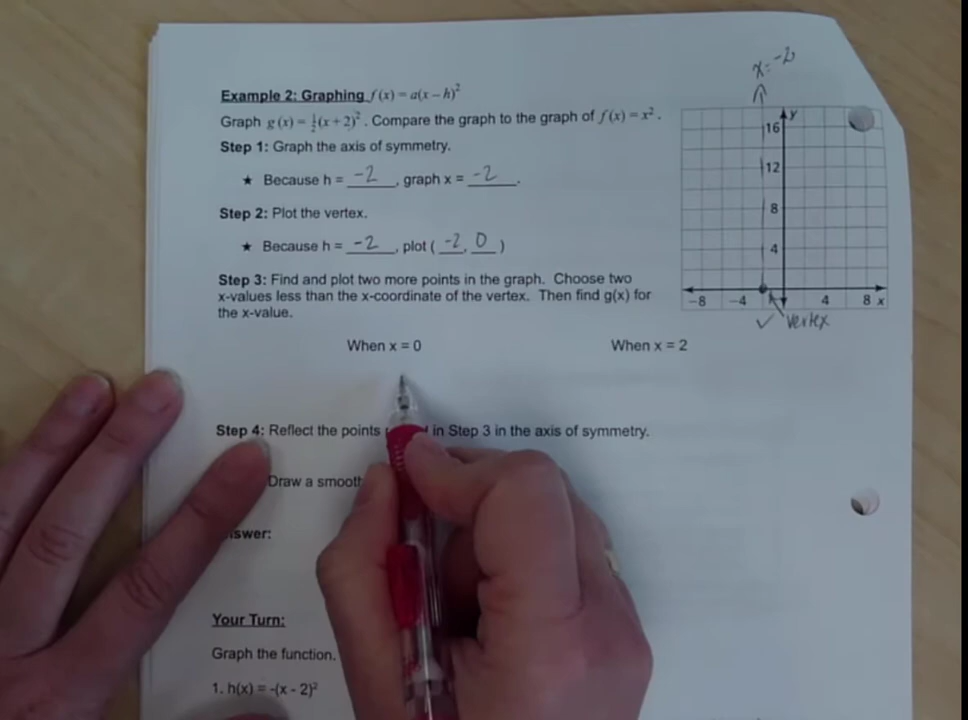 Example 2: Graphing f(x) = a(x – h)²
Graph g(x) = ½(x + 2)². Compare the graph to the graph of f(x) = x².
Step 1: Graph the axis of symmetry.
★ Because h = -2, graph x = -2.
Step 2: Plot the vertex.
★ Because h = -2, plot ( -2, 0 )
Step 3: Find and plot two more points in the graph. Choose two
x-values less than the x-coordinate of the vertex. Then find g(x) for
the x-value.
When x = 0 When x = 2
Step 4: Reflect the points in Step 3 in the axis of symmetry.
Draw a smooth
Your Turn:
Graph the function.
1. h(x) = -(x - 2)²
x=-2
y
16
12
8
4
-8 -4 4 8 x
✓ vertex